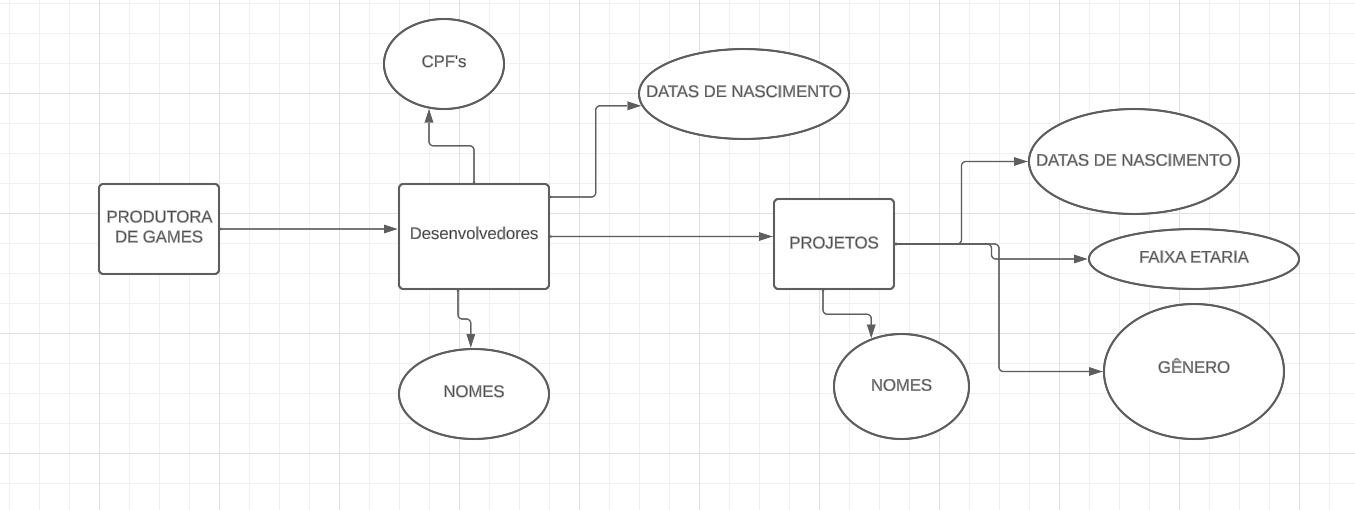 CPF's
DATAS DE NASCIMENTO
DATAS DE NASCIMENTO
PRODUTORA
DE GAMES
Desenvolvedores
PROJETOS
FAIXA ETARIA
GÊNERO
NOMES
NOMES